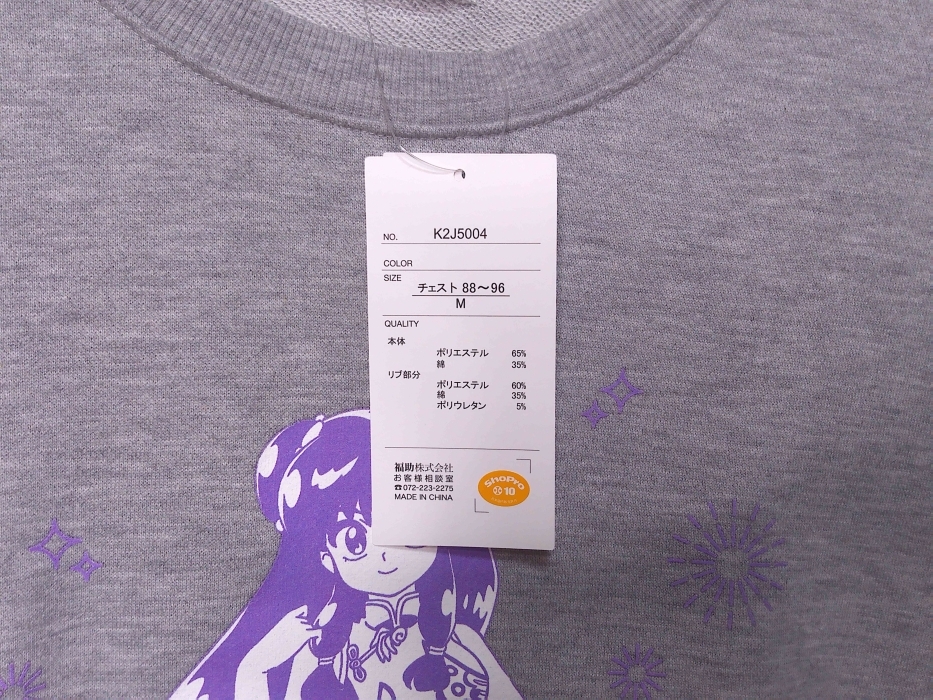 NO. K2J5004
COLOR
SIZE
チェスト 88〜96
M
QUALITY
本体
ポリエステル 65%
綿 35%
リブ部分
ポリエステル 60%
綿 35%
ポリウレタン 5%
福助株式会社
お客様相談室
☎072-223-2275
MADE IN CHINA
ShoPro
10